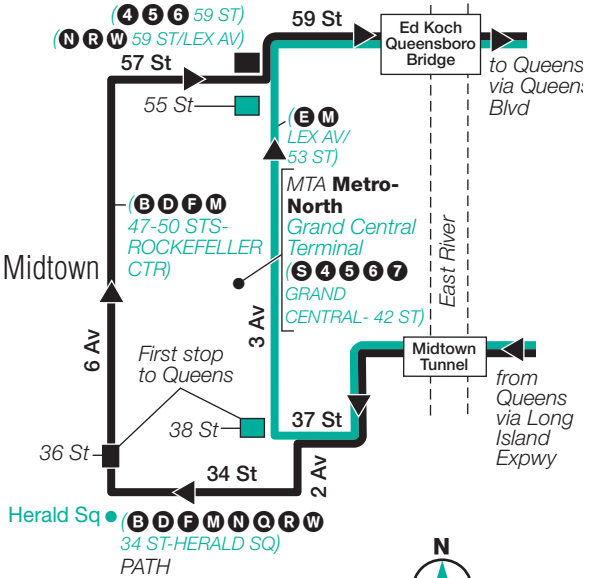 (4 5 6 59 ST)
(N R W 59 ST/LEX AV)
59 St
Ed Koch
Queensboro
Bridge
57 St
to Queens
via Queens
Blvd
55 St
(E M
LEX AV/
53 ST)
MTA Metro-
North
Grand Central
Terminal
(S 4 5 6 7
GRAND
CENTRAL- 42 ST)
(B D F M
47-50 STS-
ROCKEFELLER
CTR)
Midtown
East River
6 Av
3 Av
First stop
to Queens
Midtown
Tunnel
from
Queens
via Long
Island
Expwy
38 St
37 St
36 St
34 St
2 Av
Herald Sq
(B D F M N Q R W
34 ST-HERALD SQ)
PATH
N